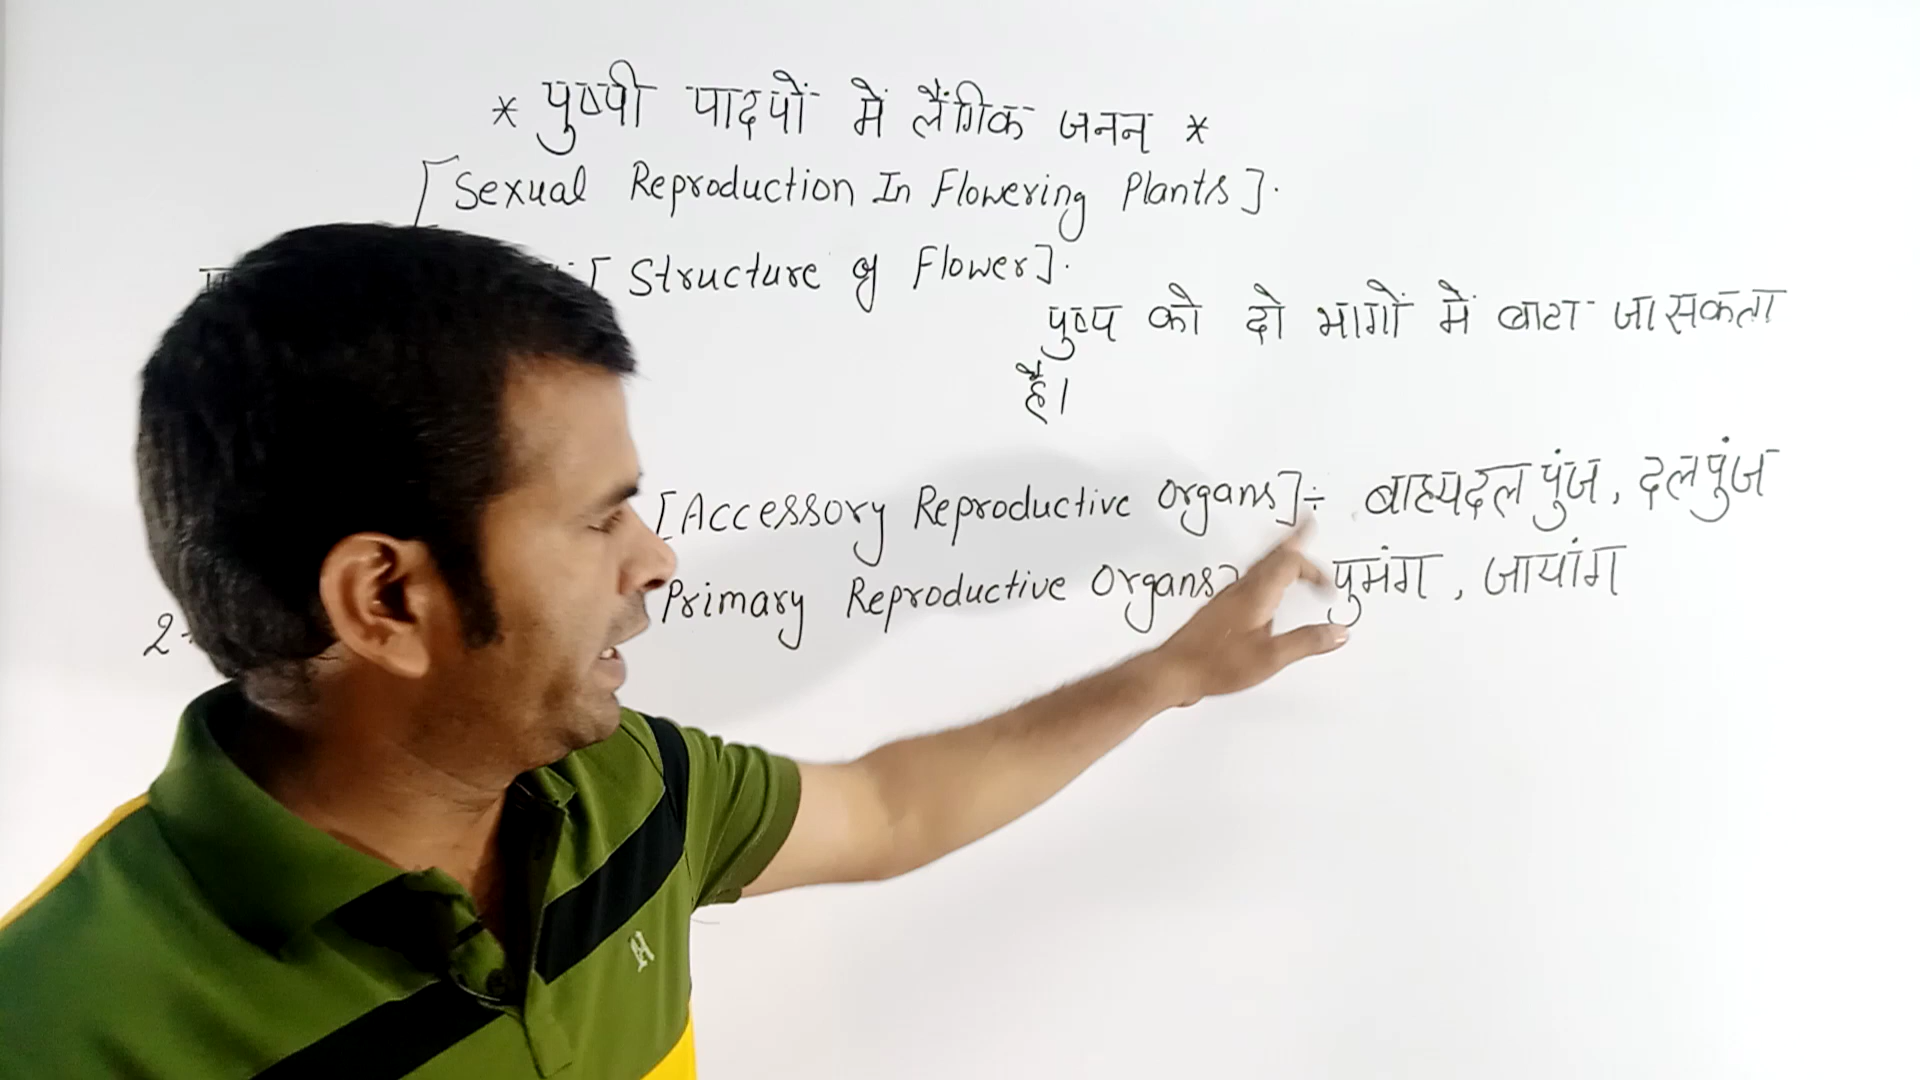 * पुष्पी पादपों में लैंगिक जनन *
[Sexual Reproduction In Flowering Plants].
[Structure of Flower].
पुष्प को दो भागों में बाटा जा सकता
है।
[Accessory Reproductive Organs]÷ बाह्यदल पुंज, दलपुंज
2-
Primary Reproductive Organs] पुमंग, जायांग